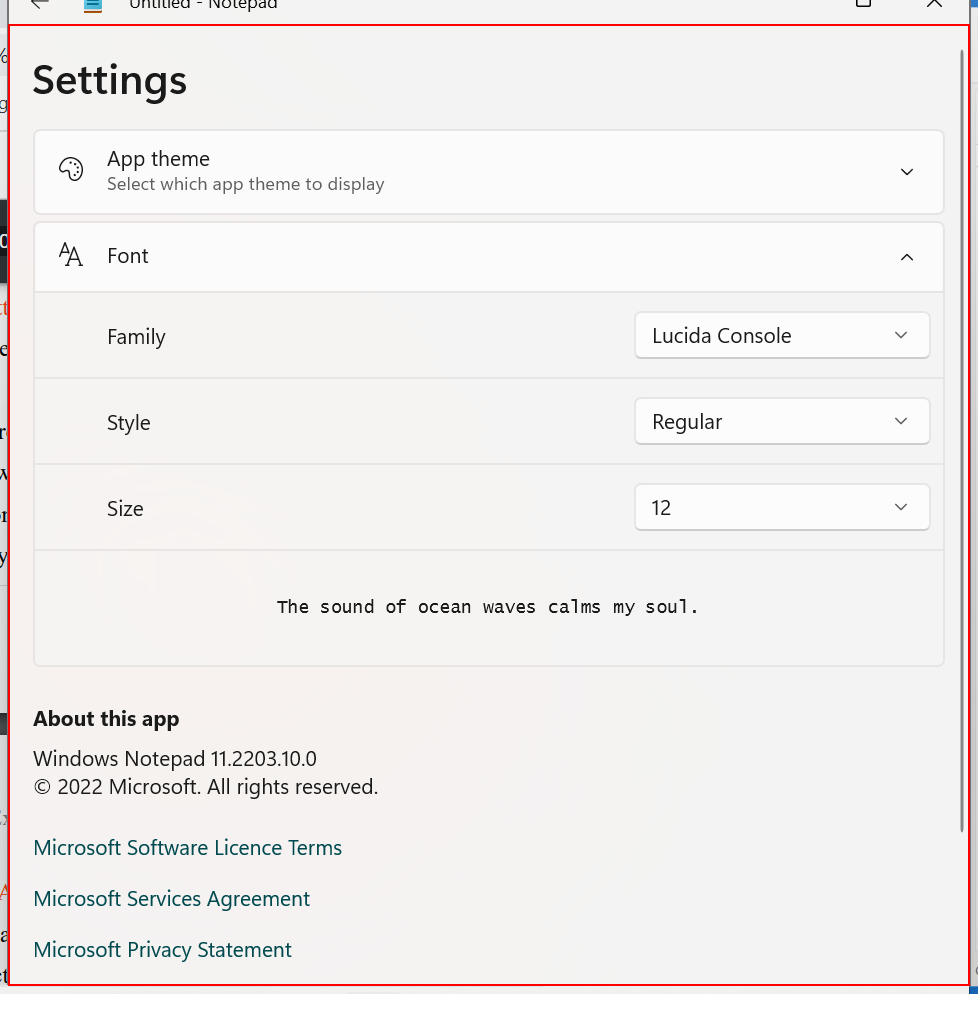 Untitled - Notepad
Settings
App theme
Select which app theme to display
Font
Family
Lucida Console
Style
Regular
Size
12
The sound of ocean waves calms my soul.
About this app
Windows Notepad 11.2203.10.0
© 2022 Microsoft. All rights reserved.
Microsoft Software Licence Terms
Microsoft Services Agreement
Microsoft Privacy Statement